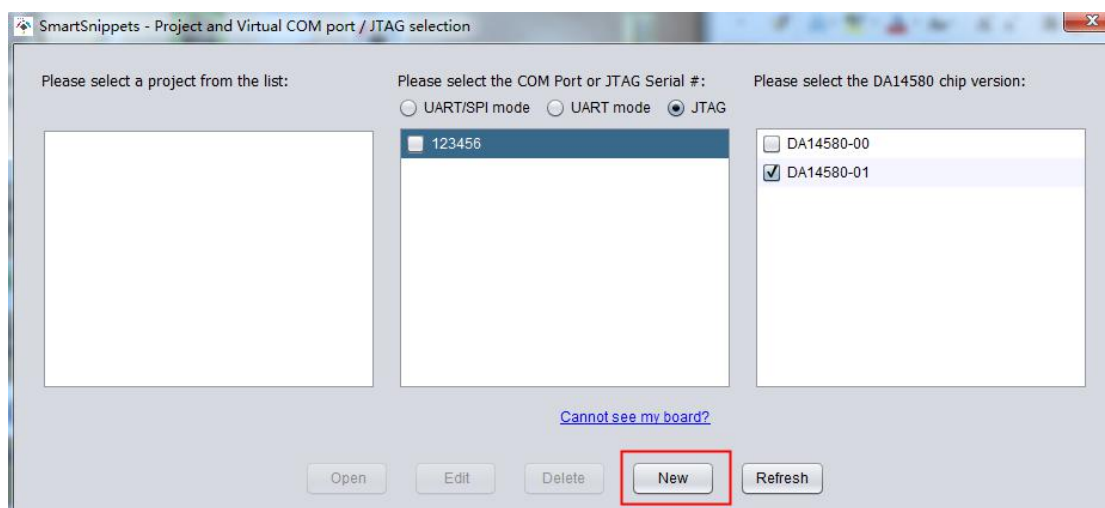 SmartSnippets - Project and Virtual COM port / JTAG selection
x
Please select a project from the list:
Please select the COM Port or JTAG Serial #:
UART/SPI mode UART mode JTAG
123456
Please select the DA14580 chip version:
DA14580-00
DA14580-01
Cannot see my board?
Open Edit Delete New Refresh